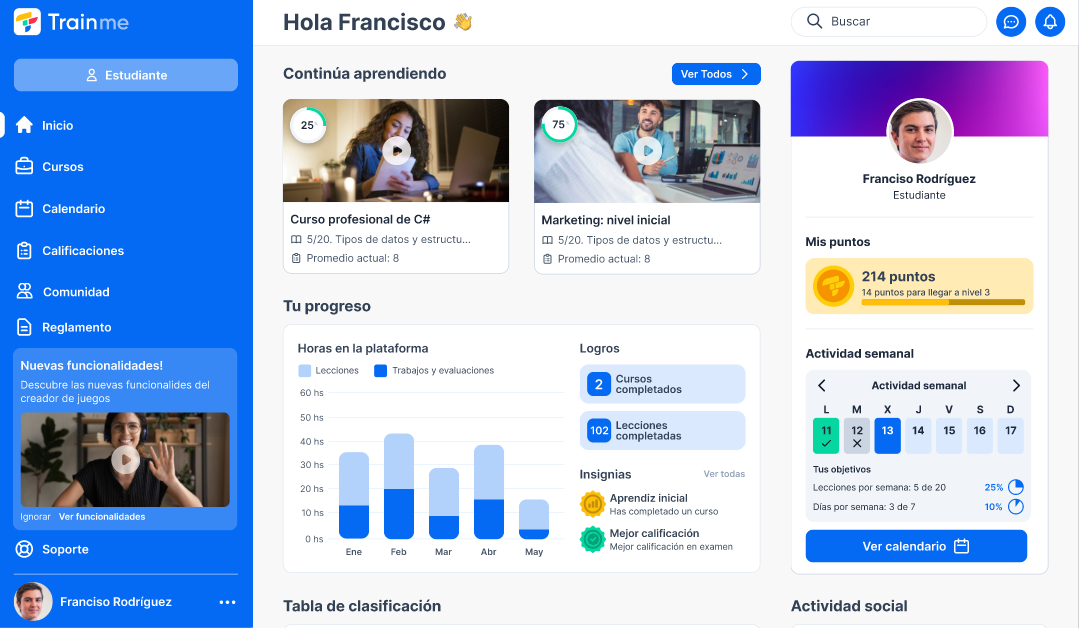 Trainme
Estudiante
Inicio
Cursos
Calendario
Calificaciones
Comunidad
Reglamento
Nuevas funcionalidades!
Descubre las nuevas funcionalides del
creador de juegos
Ignorar Ver funcionalidades
Soporte
Franciso Rodríguez
Hola Francisco 👋
Buscar
Continúa aprendiendo
Ver Todos
25
Curso profesional de C#
5/20. Tipos de datos y estructu...
Promedio actual: 8
75
Marketing: nivel inicial
5/20. Tipos de datos y estructu...
Promedio actual: 8
Tu progreso
Horas en la plataforma
Lecciones Trabajos y evaluaciones
60 hs
50 hs
40 hs
30 hs
20 hs
10 hs
0 hs
Ene Feb Mar Abr May
Logros
2 Cursos
completados
102 Lecciones
completadas
Insignias Ver todas
Aprendiz inicial
Has completado un curso
Mejor calificación
Mejor calificación en examen
Tabla de clasificación
Franciso Rodríguez
Estudiante
Mis puntos
214 puntos
14 puntos para llegar a nivel 3
Actividad semanal
Actividad semanal
L M X J V S D
11 12 13 14 15 16 17
Tus objetivos
Lecciones por semana: 5 de 20 25%
Días por semana: 3 de 7 10%
Ver calendario
Actividad social